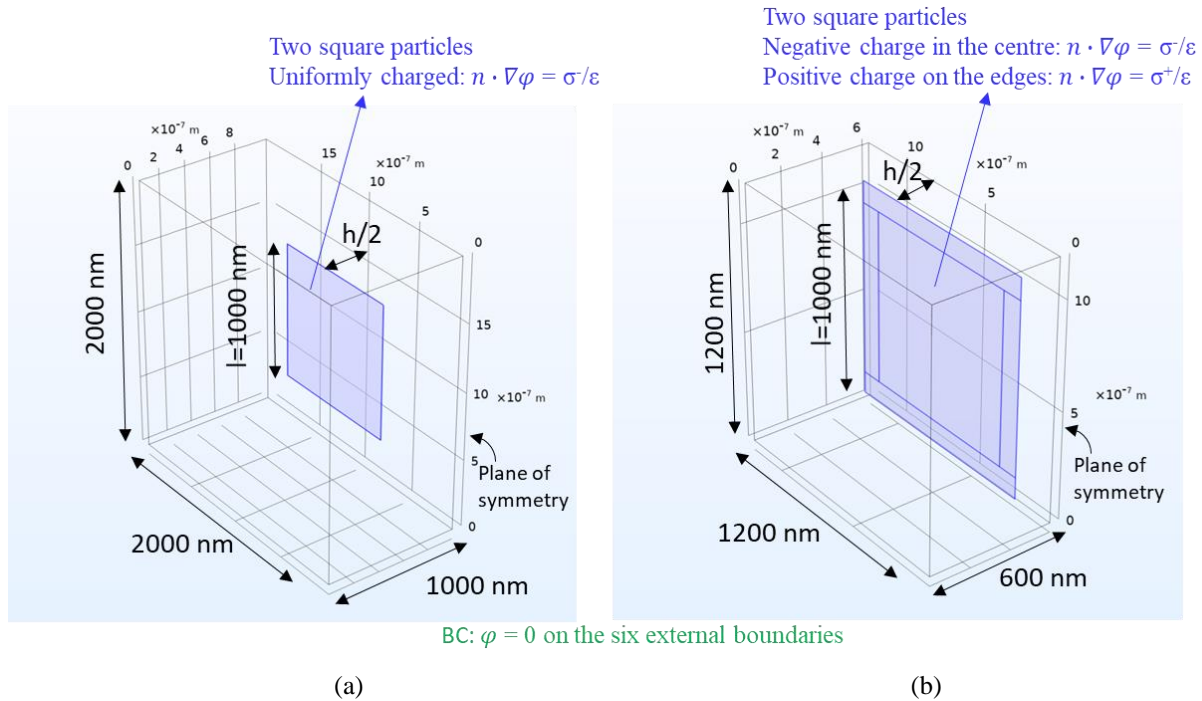 Two square particles
Uniformly charged: n · ∇φ = σ⁻/ε
Two square particles
Negative charge in the centre: n · ∇φ = σ⁻/ε
Positive charge on the edges: n · ∇φ = σ⁺/ε
×10⁻⁷ m
0 2 4 6 8
15 10 5 0
×10⁻⁷ m
h/2
2000 nm
l=1000 nm
15
10 ×10⁻⁷ m
5
0
Plane of
symmetry
2000 nm
1000 nm
×10⁻⁷ m
0 2 4 6
10 5 0
×10⁻⁷ m
h/2
1200 nm
l=1000 nm
10
5
×10⁻⁷ m
0
Plane of
symmetry
1200 nm
600 nm
BC: φ = 0 on the six external boundaries
(a)
(b)